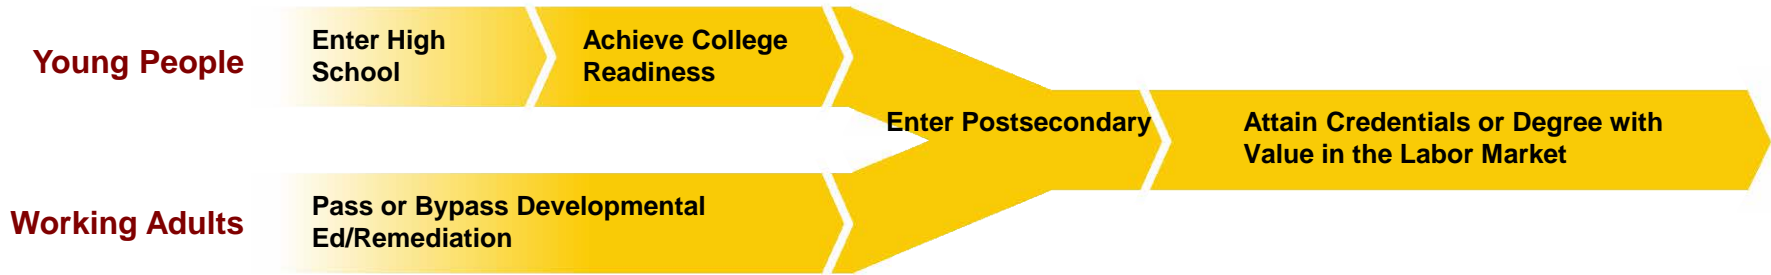 Young People
Enter High
School
Achieve College
Readiness
Enter Postsecondary
Attain Credentials or Degree with
Value in the Labor Market
Working Adults
Pass or Bypass Developmental
Ed/Remediation